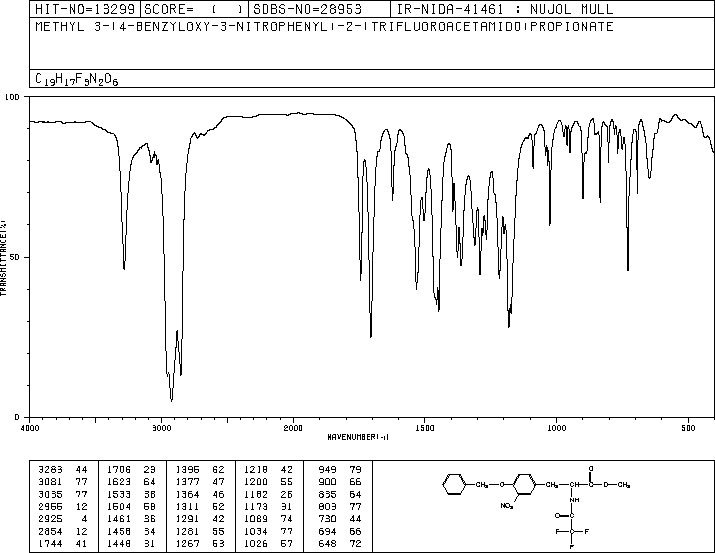 HIT-NO=13299 SCORE= ( ) SDBS-NO=28953 IR-NIDA-41461 : NUJOL MULL
METHYL 3-(4-BENZYLOXY-3-NITROPHENYL)-2-(TRIFLUOROACETAMIDO)PROPIONATE
C19H17F3N2O6
100
50
0
TRANSMITTANCE(%)
4000 3000 2000 1500 1000 500
WAVENUMBER(-1)
3283 44 1706 23 1396 62 1218 42 949 79
3081 77 1623 64 1377 47 1200 55 900 66
3035 77 1533 38 1364 46 1182 26 835 64
2955 12 1504 58 1311 52 1173 31 803 77
2925 4 1461 36 1291 42 1089 74 730 44
2854 12 1458 34 1281 55 1034 77 694 66
1744 41 1448 31 1267 53 1026 57 648 72
O
CH2 O CH2 CH C O CH3
NO2 NH
O C
F C F
F